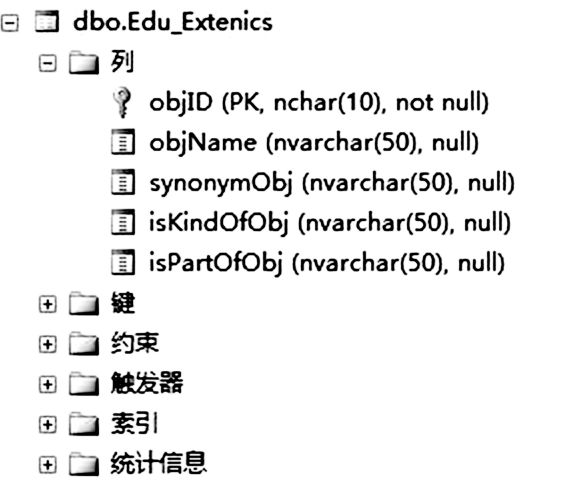 dbo.Edu_Extenics
列
objID (PK, nchar(10), not null)
objName (nvarchar(50), null)
synonymObj (nvarchar(50), null)
isKindOfObj (nvarchar(50), null)
isPartOfObj (nvarchar(50), null)
键
约束
触发器
索引
统计信息